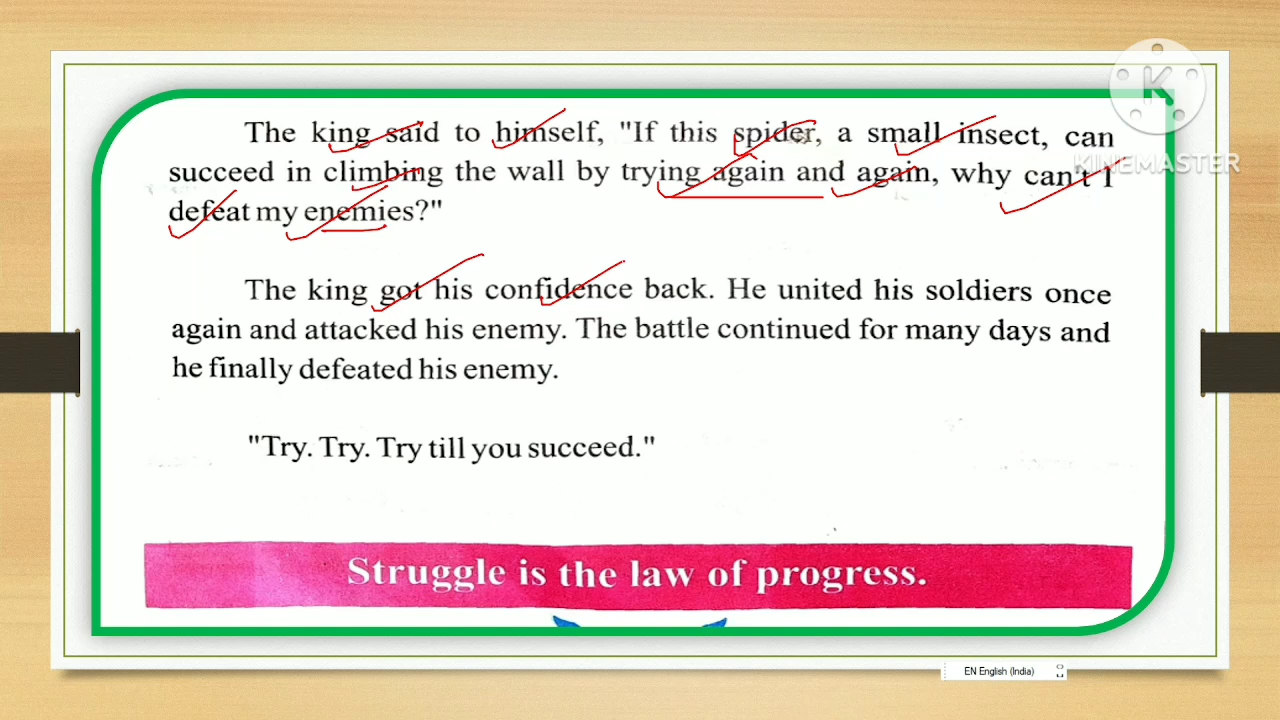 The king said to himself, "If this spider, a small insect, can
succeed in climbing the wall by trying again and again, why can't I
defeat my enemies?"
The king got his confidence back. He united his soldiers once
again and attacked his enemy. The battle continued for many days and
he finally defeated his enemy.
"Try. Try. Try till you succeed."
Struggle is the law of progress.
KINEMASTER
EN English (India)